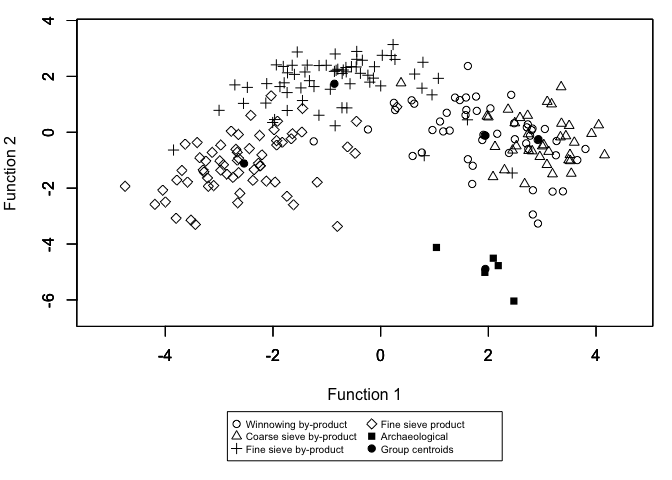 4
2
0
-2
-4
-6
Function 2
-4
-2
0
2
4
Function 1
Winnowing by-product
Coarse sieve by-product
Fine sieve by-product
Fine sieve product
Archaeological
Group centroids